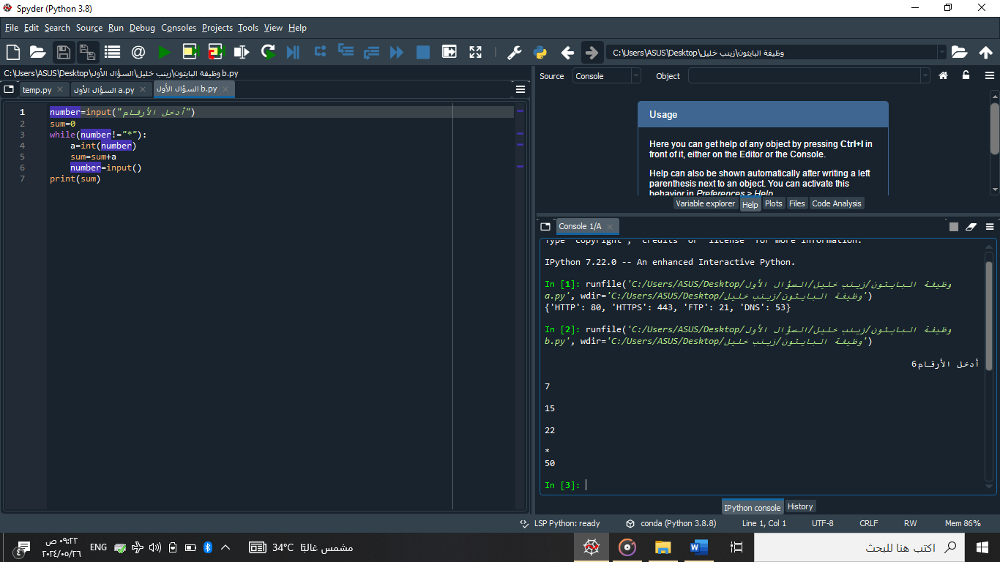 Spyder (Python 3.8)
File Edit Search Source Run Debug Consoles Projects Tools View Help
C:\Users\ASUS\Desktop\وظيفة البايثون\زينب خليل
C:\Users\ASUS\Desktop\وظيفة البايثون\زينب خليل\السؤال الأول b.py
temp.py السؤال الأول a.py السؤال الأول b.py
1 number=input("أدخل الأرقام")
2 sum=0
3 while(number!="*"):
4 a=int(number)
5 sum=sum+a
6 number=input()
7 print(sum)
Source Console Object
Usage
Here you can get help of any object by pressing Ctrl+I in
front of it, either on the Editor or the Console.
Help can also be shown automatically after writing a left
parenthesis next to an object. You can activate this
behavior in Preferences > Help.
Variable explorer Help Plots Files Code Analysis
Console 1/A
Type "copyright", "credits" or "license" for more information.
IPython 7.22.0 -- An enhanced Interactive Python.
In [1]: runfile('C:/Users/ASUS/Desktop/وظيفة البايثون/زينب خليل/السؤال الأول
a.py', wdir='C:/Users/ASUS/Desktop/وظيفة البايثون/زينب خليل')
{'HTTP': 80, 'HTTPS': 443, 'FTP': 21, 'DNS': 53}
In [2]: runfile('C:/Users/ASUS/Desktop/وظيفة البايثون/زينب خليل/السؤال الأول
b.py', wdir='C:/Users/ASUS/Desktop/وظيفة البايثون/زينب خليل')
أدخل الأرقام6
7
15
22
*
50
In [3]:
IPython console History
LSP Python: ready conda (Python 3.8.8) Line 1, Col 1 UTF-8 CRLF RW Mem 86%
٤ ٠٩:٢٢ ص ENG 34°C مشمس غالبًا اكتب هنا للبحث
٢٠٢٤/٠٥/٢٦